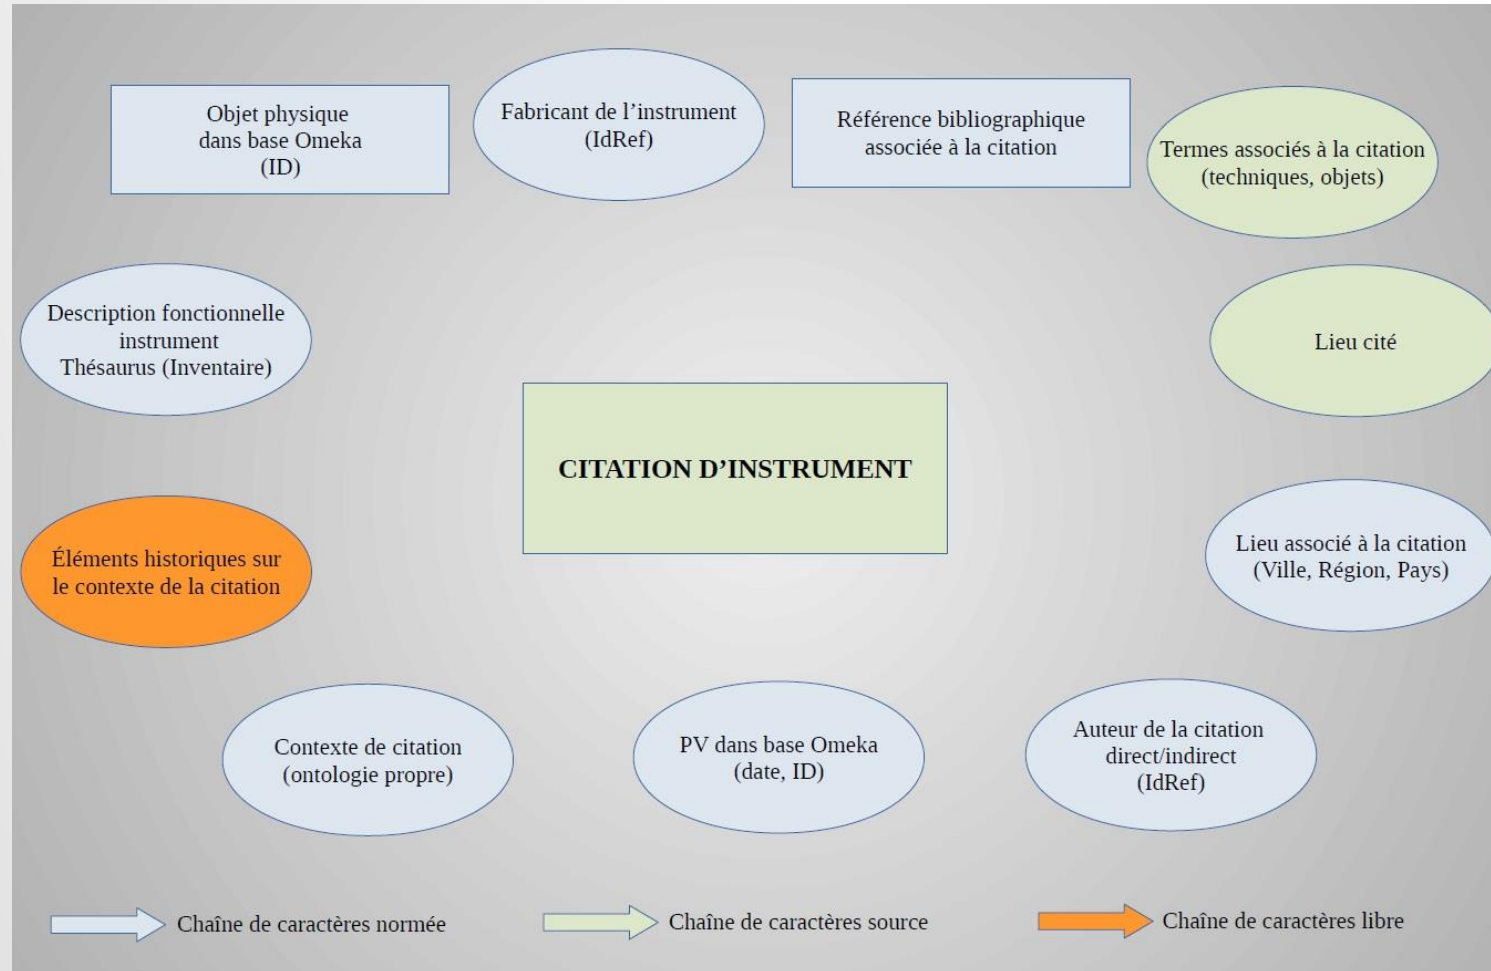 Objet physique
dans base Omeka
(ID)
Fabricant de l’instrument
(IdRef)
Référence bibliographique
associée à la citation
Termes associés à la citation
(techniques, objets)
Description fonctionnelle
instrument
Thésaurus (Inventaire)
Lieu cité
CITATION D’INSTRUMENT
Éléments historiques sur
le contexte de la citation
Lieu associé à la citation
(Ville, Région, Pays)
Contexte de citation
(ontologie propre)
PV dans base Omeka
(date, ID)
Auteur de la citation
direct/indirect
(IdRef)
Chaîne de caractères normée
Chaîne de caractères source
Chaîne de caractères libre